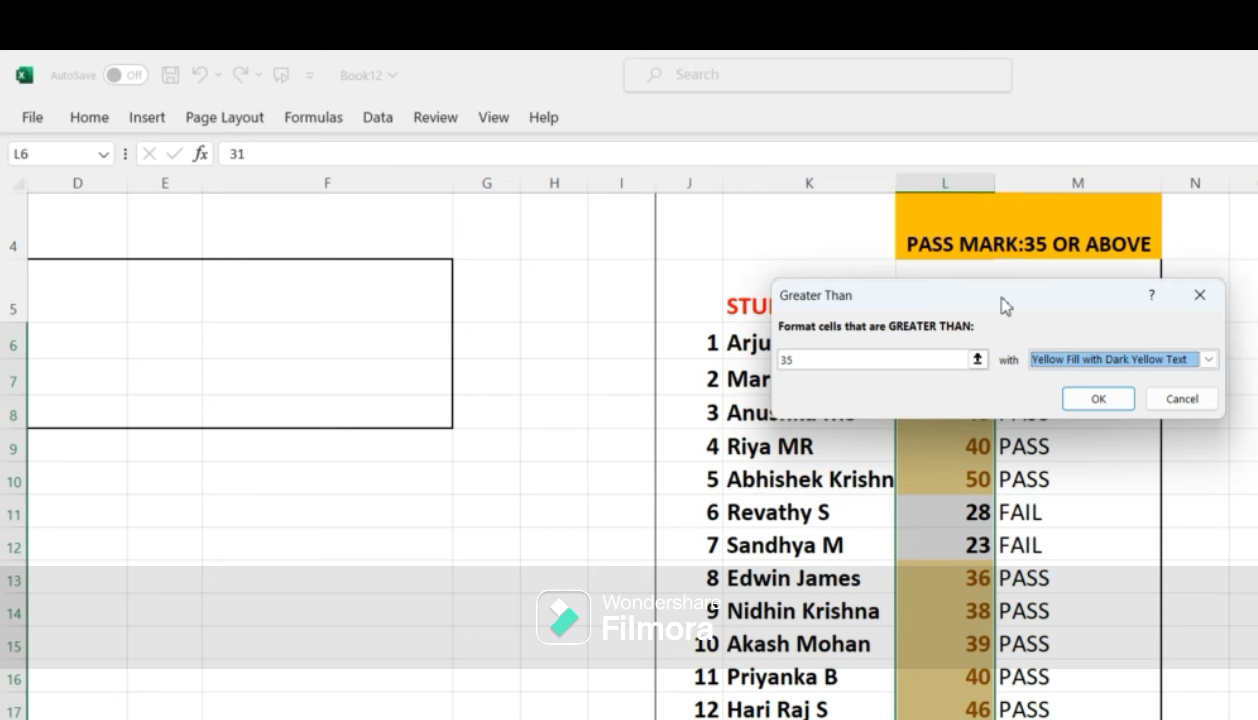 AutoSave Off Book12 Search
File Home Insert Page Layout Formulas Data Review View Help
L6 fx 31
D E F G H I J K L M N
4 PASS MARK:35 OR ABOVE
Greater Than ? 
Format cells that are GREATER THAN:
35 with Yellow Fill with Dark Yellow Text
OK Cancel
5
6 1
7 2
8 3
9 4 Riya MR 40 PASS
10 5 Abhishek Krishn 50 PASS
11 6 Revathy S 28 FAIL
12 7 Sandhya M 23 FAIL
13 8 Edwin James 36 PASS
14 9 Nidhin Krishna 38 PASS
15 10 Akash Mohan 39 PASS
16 11 Priyanka B 40 PASS
17 12 Hari Raj S 46 PASS
Wondershare
Filmora